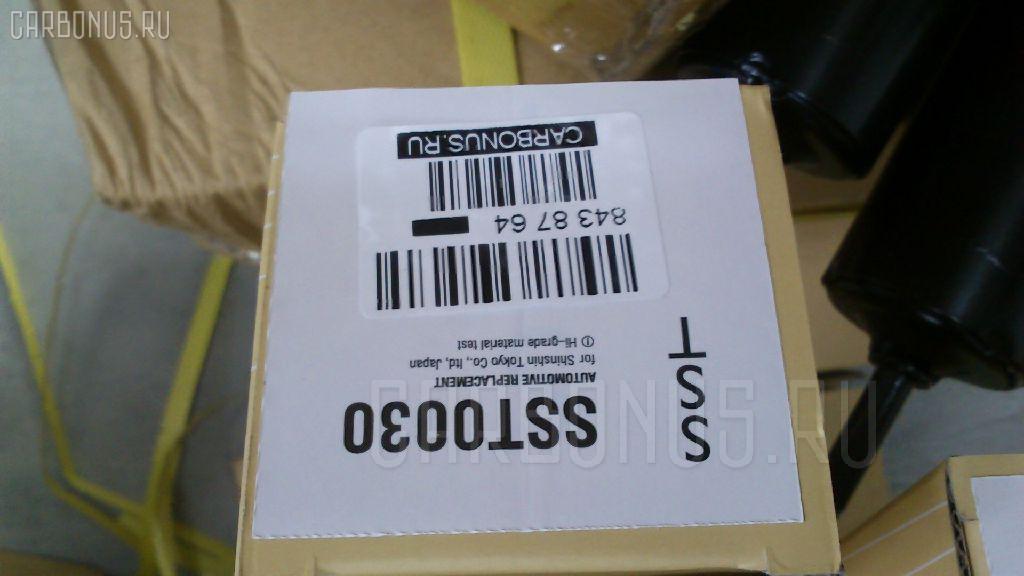 CARBONUS.RU
SST0030
AUTOMOTIVE REPLACEMENT
for Shinshin Tokyo Co., ltd, Japan
① Hi-grade material test
SST
843 87 64
CARBONUS.RU
CARBONUS.RU